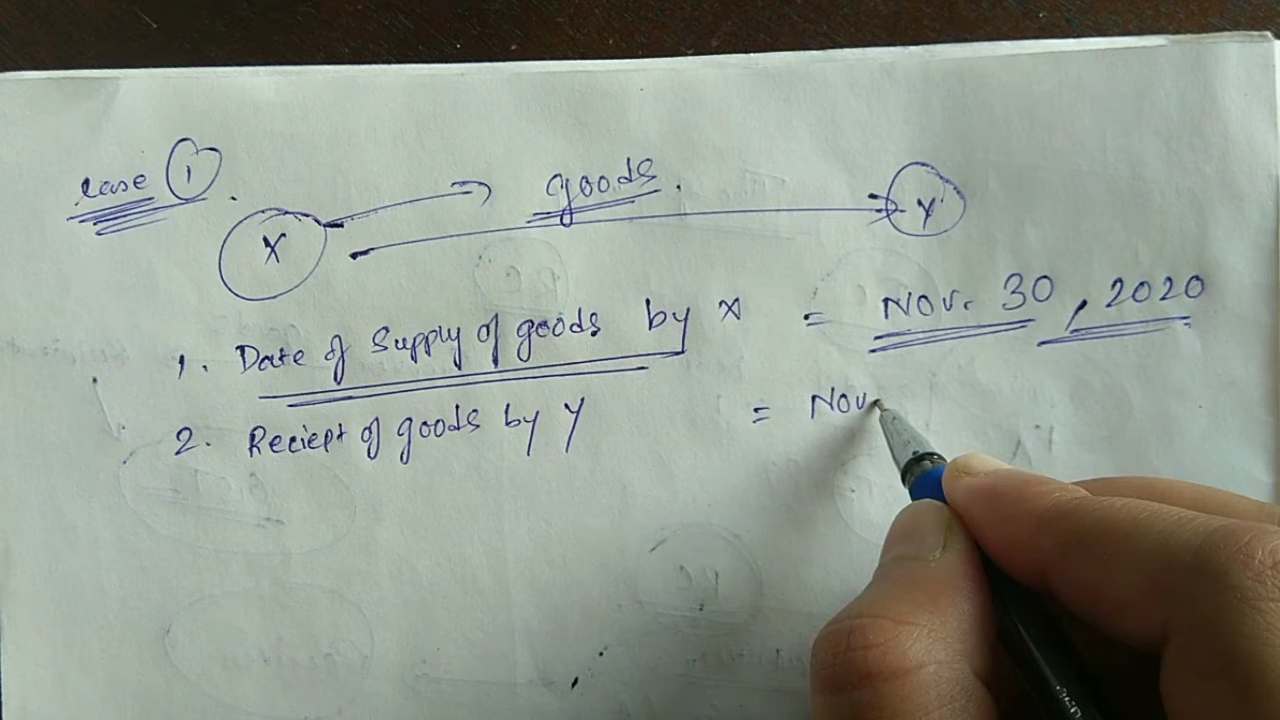 case 1.
goods.
X Y
1. Date of Supply of goods by X = Nov. 30, 2020
2. Reciept of goods by Y = Nov